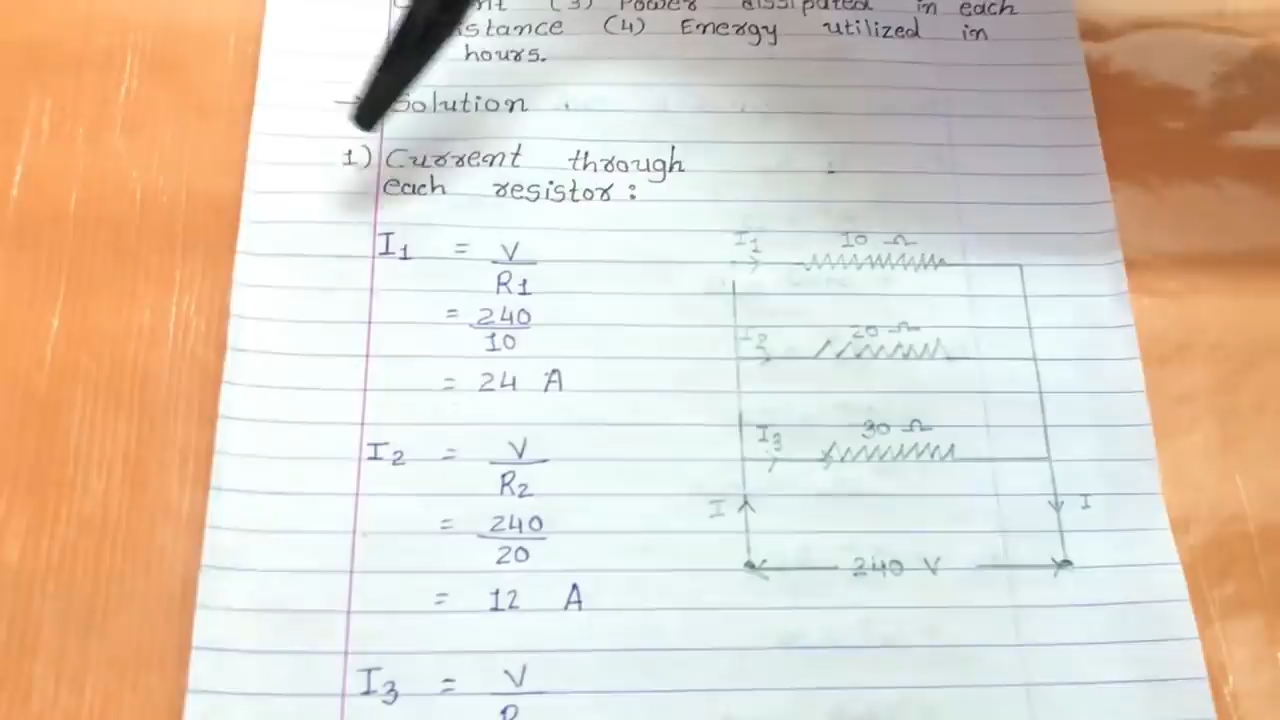 (3) Power dissipated in each
istance (4) Energy utilized in
hours.
Solution
1) Current through
each resistor :
I1 = V
R1
= 240
10
= 24 A
I2 = V
R2
= 240
20
= 12 A
I3 = V
I1 10 Ω
I2 20 Ω
I3 30 Ω
I I
240 V